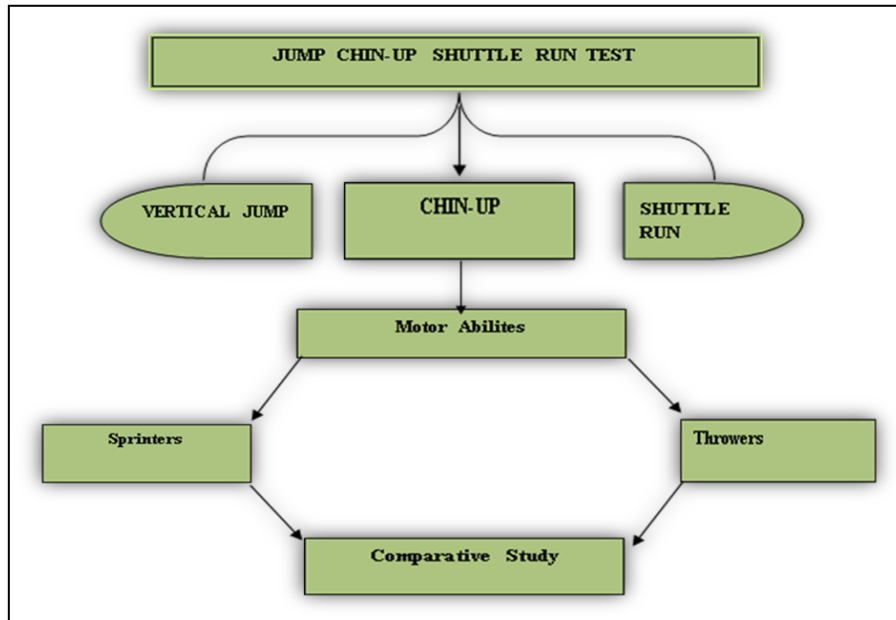 JUMP CHIN-UP SHUTTLE RUN TEST
VERTICAL JUMP
CHIN-UP
SHUTTLE
RUN
Motor Abilites
Sprinters
Throwers
Comparative Study